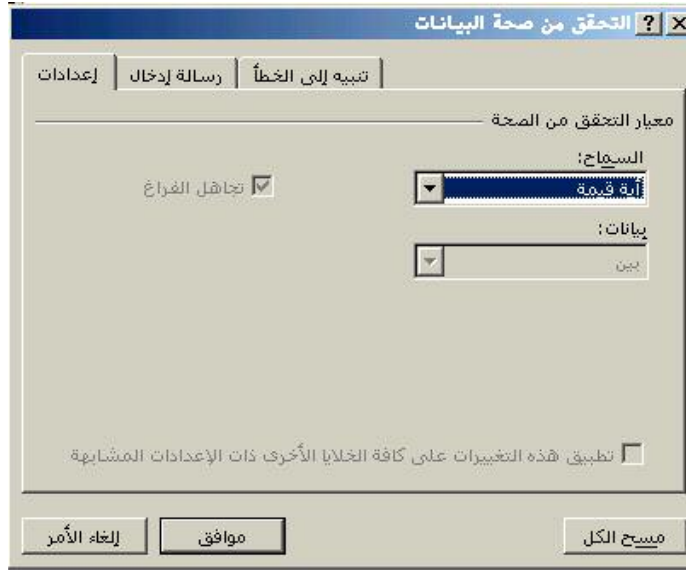 التحقق من صحة البيانات
إعدادات رسالة إدخال تنبيه إلى الخطأ
معيار التحقق من الصحة
السماح:
أية قيمة تجاهل الفراغ
بيانات:
بين
تطبيق هذه التغييرات على كافة الخلايا الأخرى ذات الإعدادات المشابهة
مسح الكل موافق إلغاء الأمر